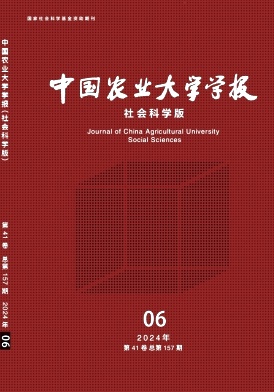 国家社会科学基金资助期刊
中国农业大学学报
社会科学版
Journal of China Agricultural University
Social Sciences
06
2024年
第41卷总第157期
中国农业大学学报(社会科学版)
第41卷 总第157期 2024年 06